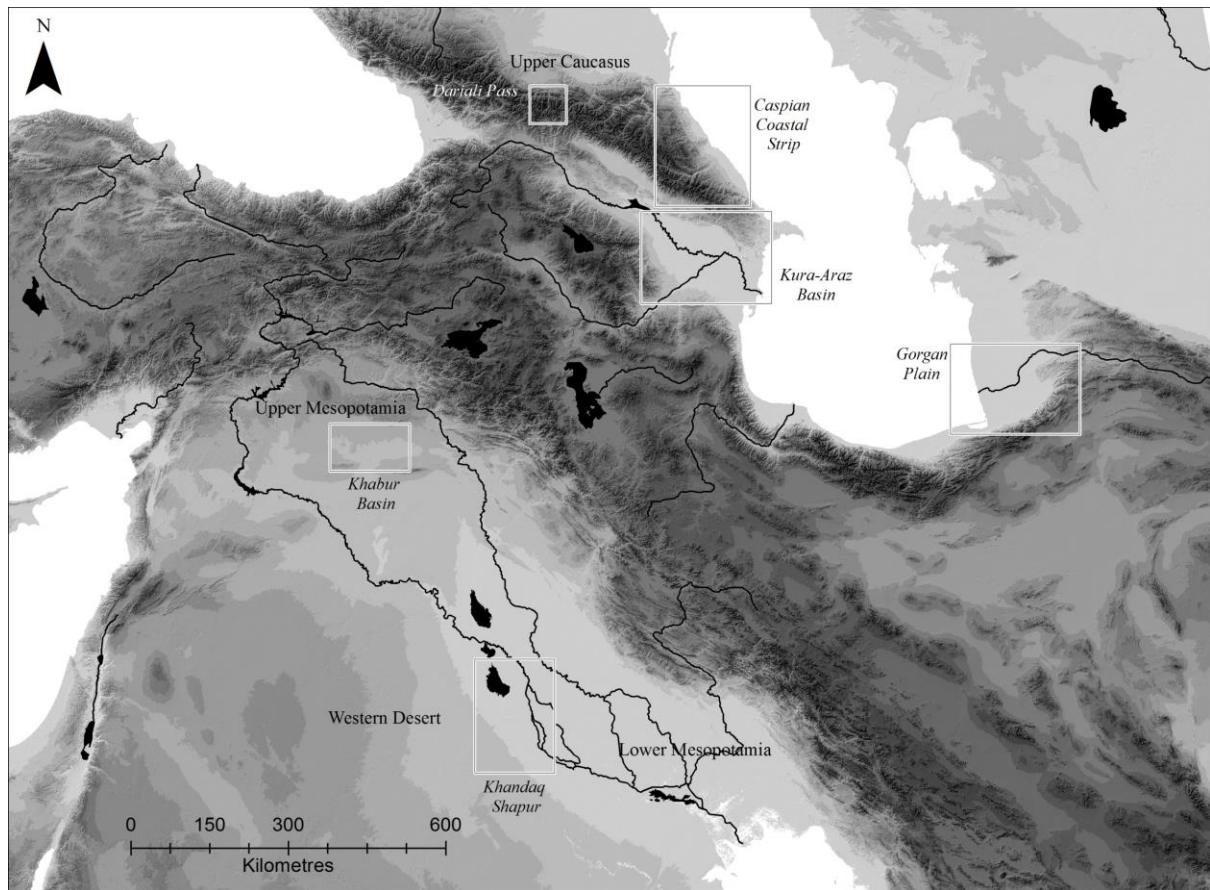 N
Upper Caucasus
Dariali Pass
Caspian
Coastal
Strip
Kura-Araz
Basin
Gorgan
Plain
Upper Mesopotamia
Khabur
Basin
Western Desert
Lower Mesopotamia
Khandaq
Shapur
0 150 300 600
Kilometres